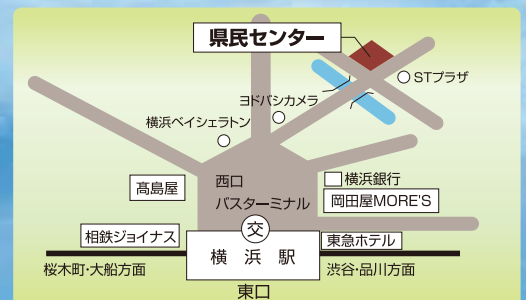 県民センター
STプラザ
ヨドバシカメラ
横浜ベイシェラトン
髙島屋
西口
バスターミナル
横浜銀行
岡田屋MORE'S
相鉄ジョイナス
交
東急ホテル
横浜駅
桜木町・大船方面
渋谷・品川方面
東口